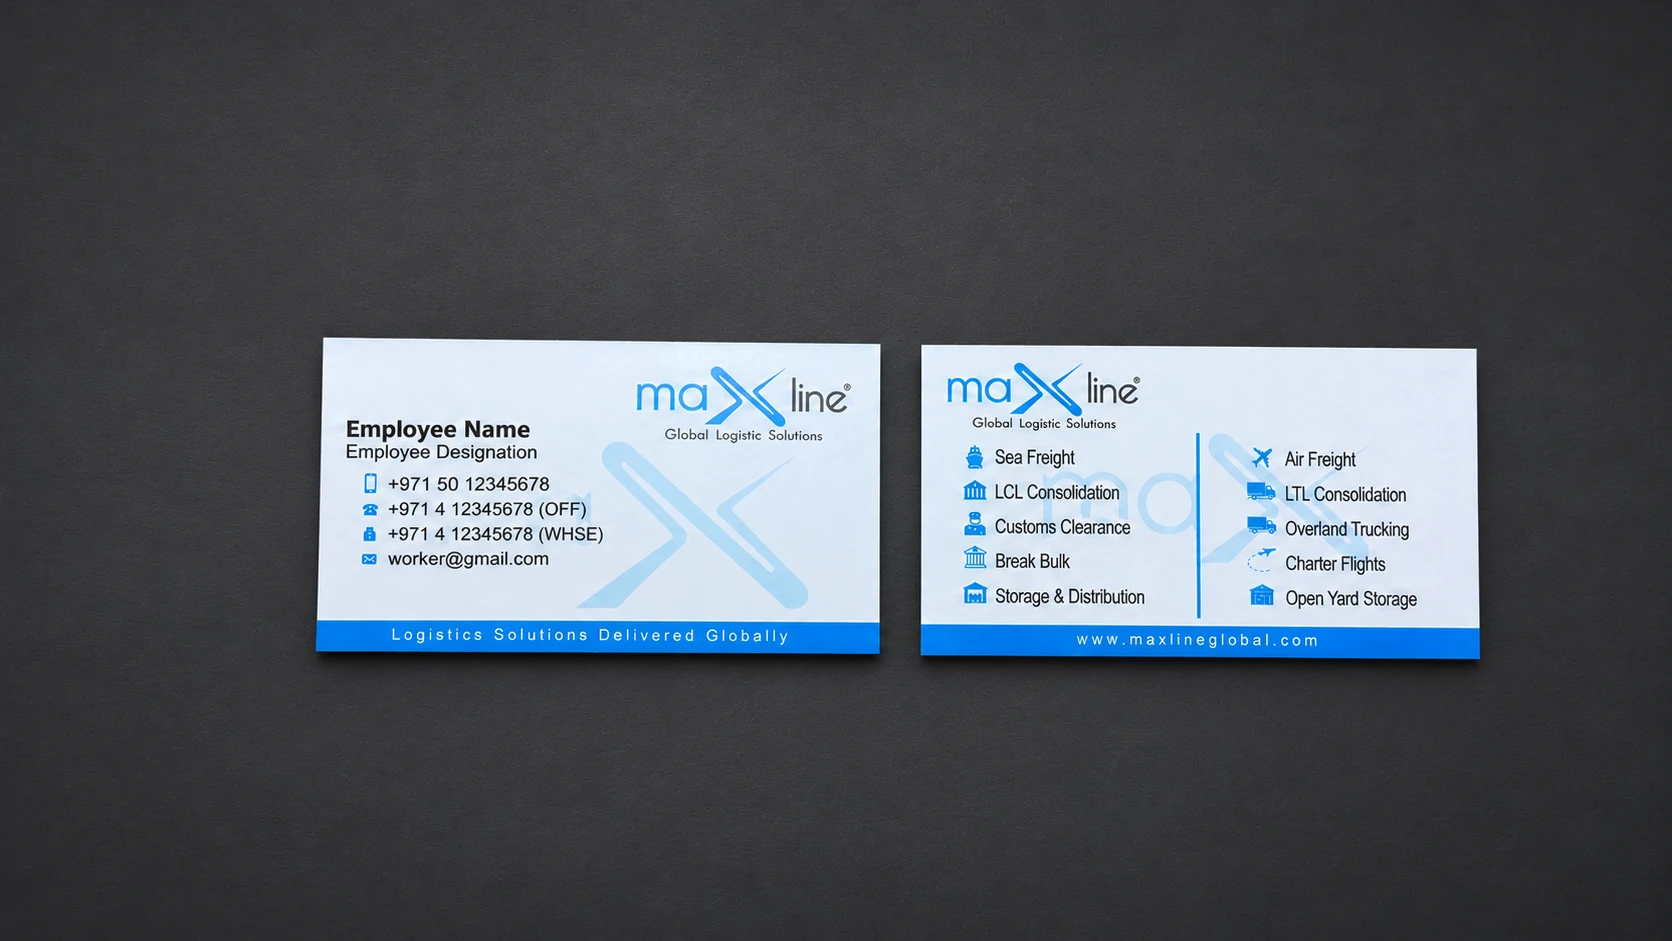 maXline®
Global Logistic Solutions
Employee Name
Employee Designation
+971 50 12345678
+971 4 12345678 (OFF)
+971 4 12345678 (WHSE)
worker@gmail.com
Logistics Solutions Delivered Globally
maXline®
Global Logistic Solutions
Sea Freight
LCL Consolidation
Customs Clearance
Break Bulk
Storage & Distribution
Air Freight
LTL Consolidation
Overland Trucking
Charter Flights
Open Yard Storage
www.maxlineglobal.com